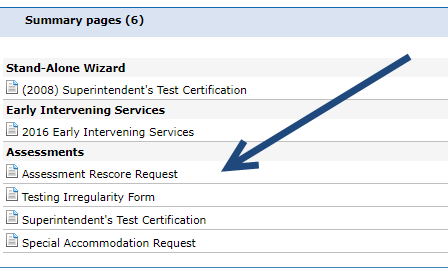 Summary pages (6)
Stand-Alone Wizard
(2008) Superintendent's Test Certification
Early Intervening Services
2016 Early Intervening Services
Assessments
Assessment Rescore Request
Testing Irregularity Form
Superintendent's Test Certification
Special Accommodation Request